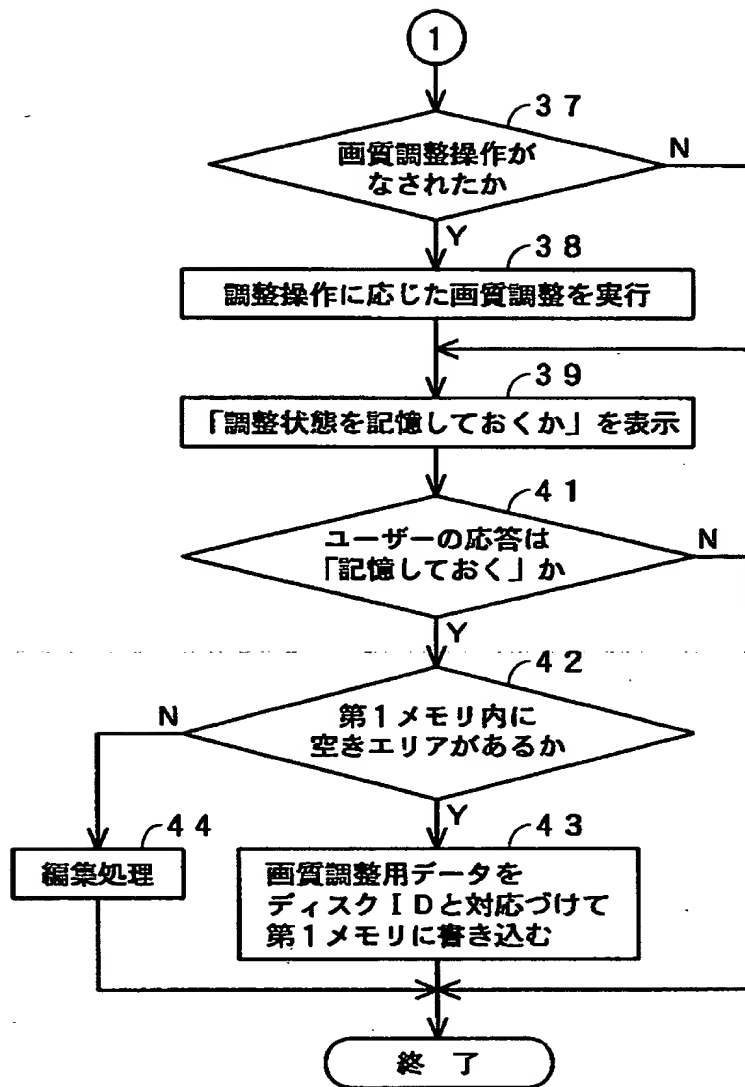 1
37
画質調整操作が
なされたか
N
Y
38
調整操作に応じた画質調整を実行
39
「調整状態を記憶しておくか」を表示
41
ユーザーの応答は
「記憶しておく」か
N
Y
42
第1メモリ内に
空きエリアがあるか
N
Y
44
編集処理
43
画質調整用データを
ディスクIDと対応づけて
第1メモリに書き込む
終 了